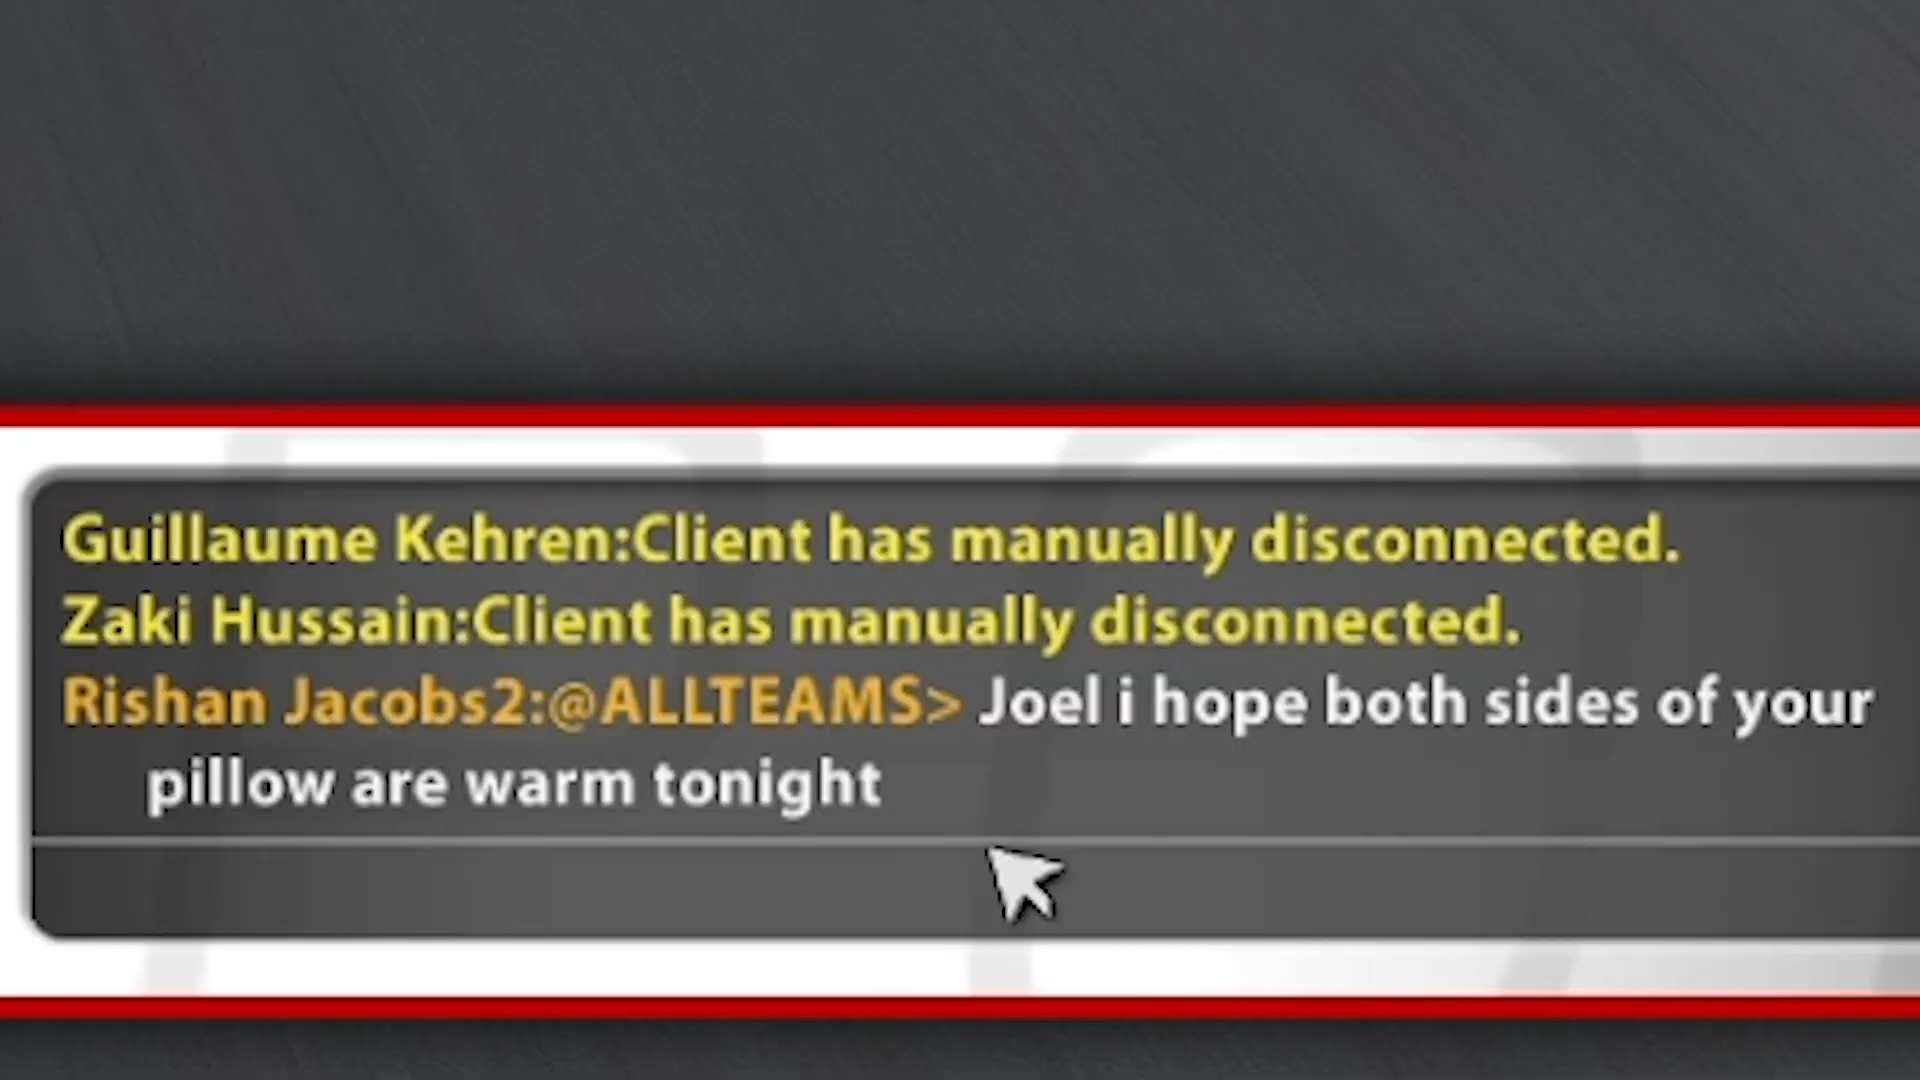 Guillaume Kehren:Client has manually disconnected.
Zaki Hussain:Client has manually disconnected.
Rishan Jacobs2:@ALLTEAMS> Joel i hope both sides of your
pillow are warm tonight